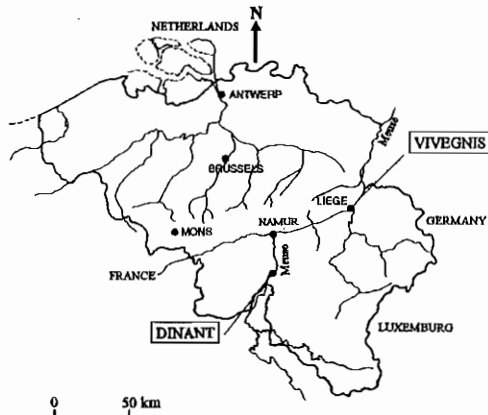 NETHERLANDS
N
ANTWERP
Meuse
VIVEGNIS
BRUSSELS
LIEGE
MONS
NAMUR
GERMANY
FRANCE
Meuse
DINANT
LUXEMBURG
0 50 km